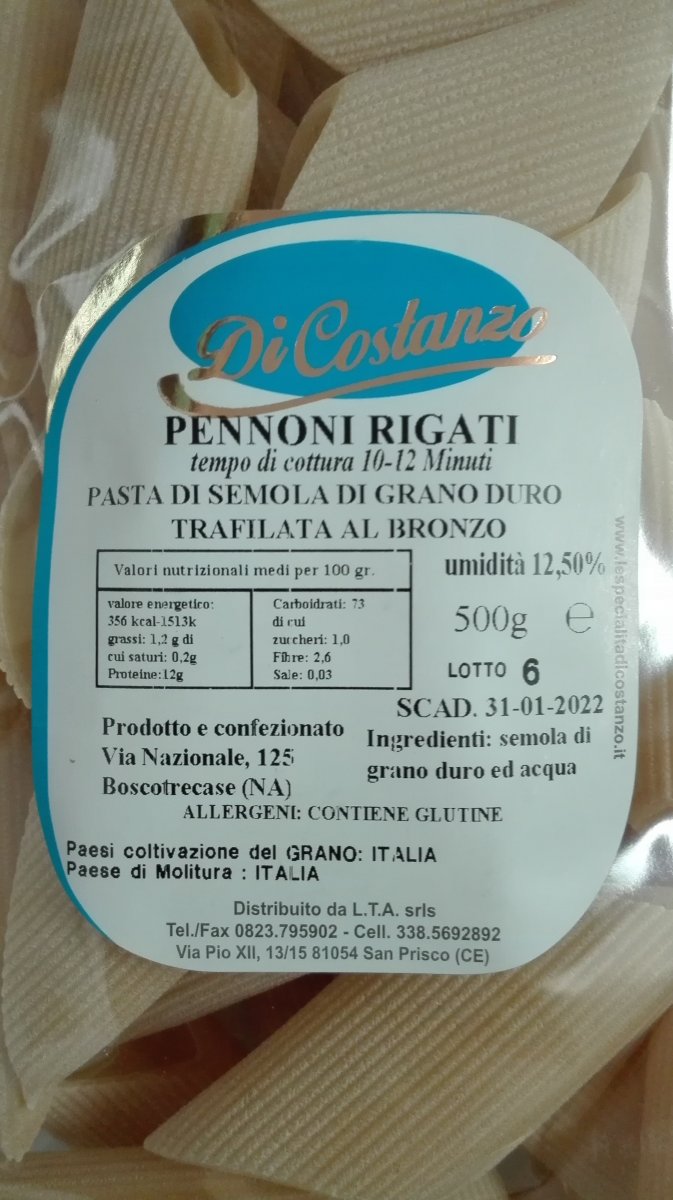 Di Costanzo
PENNONI RIGATI
tempo di cottura 10-12 Minuti
PASTA DI SEMOLA DI GRANO DURO
TRAFILATA AL BRONZO
Valori nutrizionali medi per 100 gr.
valore energetico:
356 kcal-1513k
grassi: 1,2 g di
cui saturi: 0,2g
Proteine:12g
Carboidrati: 73
di cui
zuccheri: 1,0
Fibre: 2,6
Sale: 0,03
umidità 12,50%
500g ℮
LOTTO 6
SCAD. 31-01-2022
Prodotto e confezionato
Via Nazionale, 125
Boscotrecase (NA)
Ingredienti: semola di
grano duro ed acqua
ALLERGENI: CONTIENE GLUTINE
Paesi coltivazione del GRANO: ITALIA
Paese di Molitura : ITALIA
Distribuito da L.T.A. srls
Tel./Fax 0823.795902 - Cell. 338.5692892
Via Pio XII, 13/15 81054 San Prisco (CE)
www.lespecialitadicostanzo.it